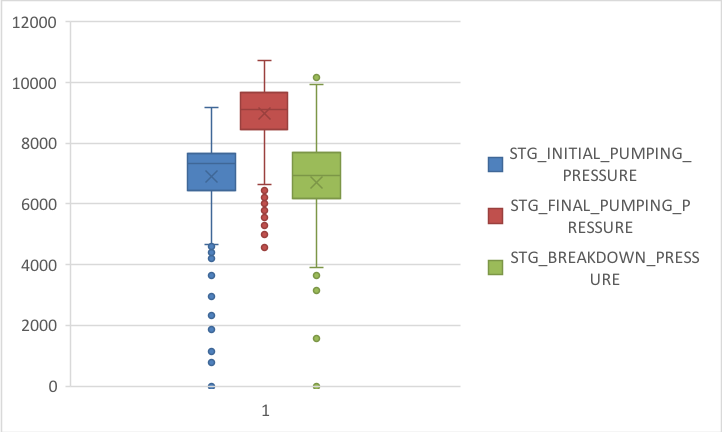 12000
10000
8000
6000
4000
2000
0
1
STG_INITIAL_PUMPING_
PRESSURE
STG_FINAL_PUMPING_P
RESSURE
STG_BREAKDOWN_PRESS
URE